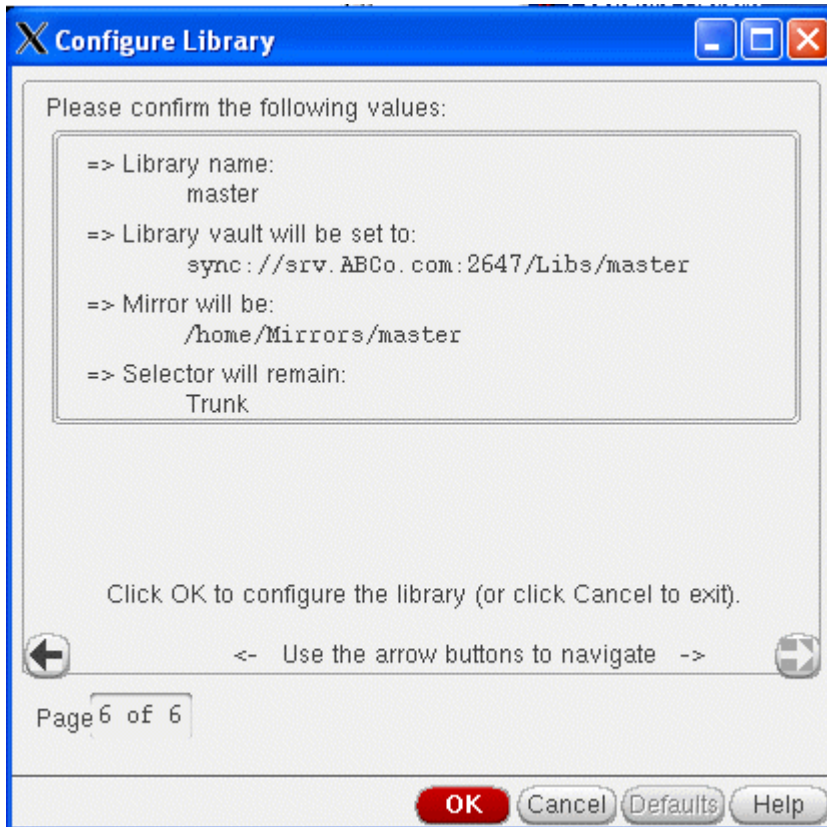 Configure Library
Please confirm the following values:
=> Library name:
master
=> Library vault will be set to:
sync://srv.ABCo.com:2647/Libs/master
=> Mirror will be:
/home/Mirrors/master
=> Selector will remain:
Trunk
Click OK to configure the library (or click Cancel to exit).
<- Use the arrow buttons to navigate ->
Page 6 of 6
OK Cancel Defaults Help